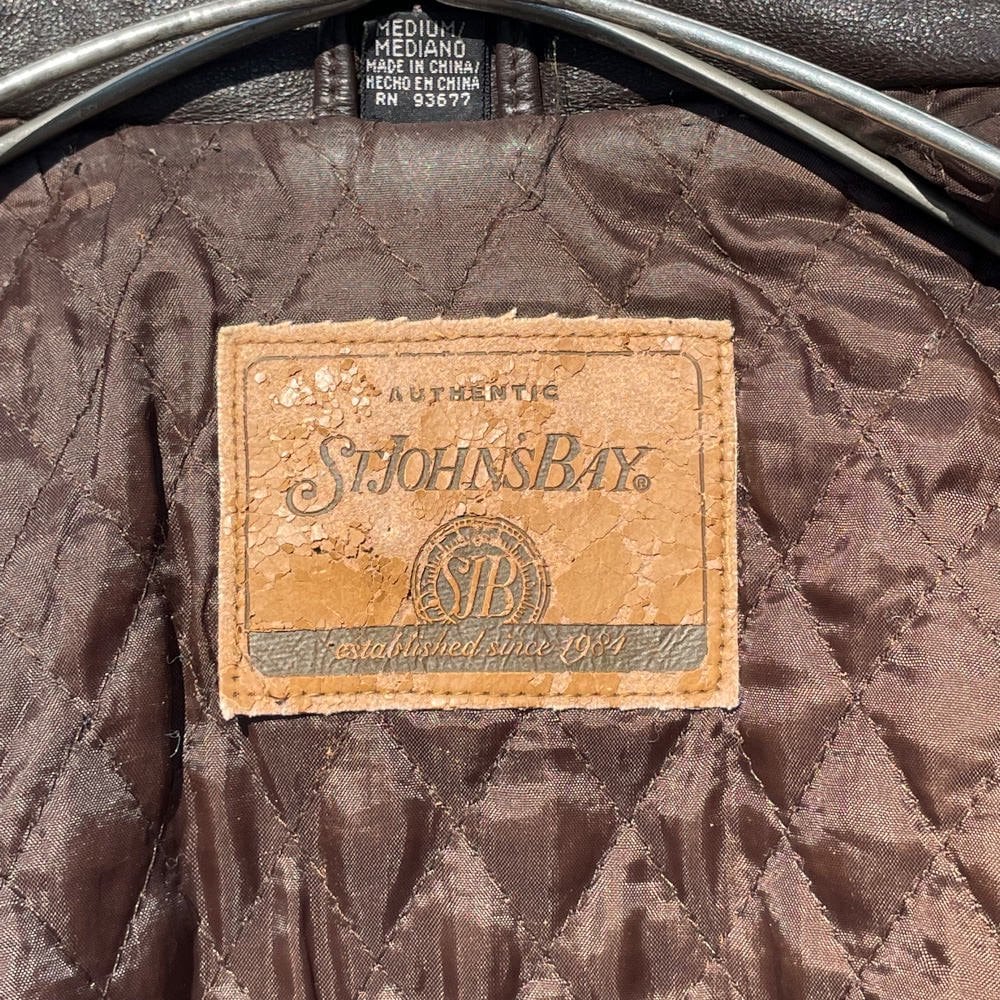 MEDIUM/
MEDIANO
MADE IN CHINA/
HECHO EN CHINA
RN 93677
AUTHENTIC
ST. JOHN'S BAY®
SJB
established since 1984